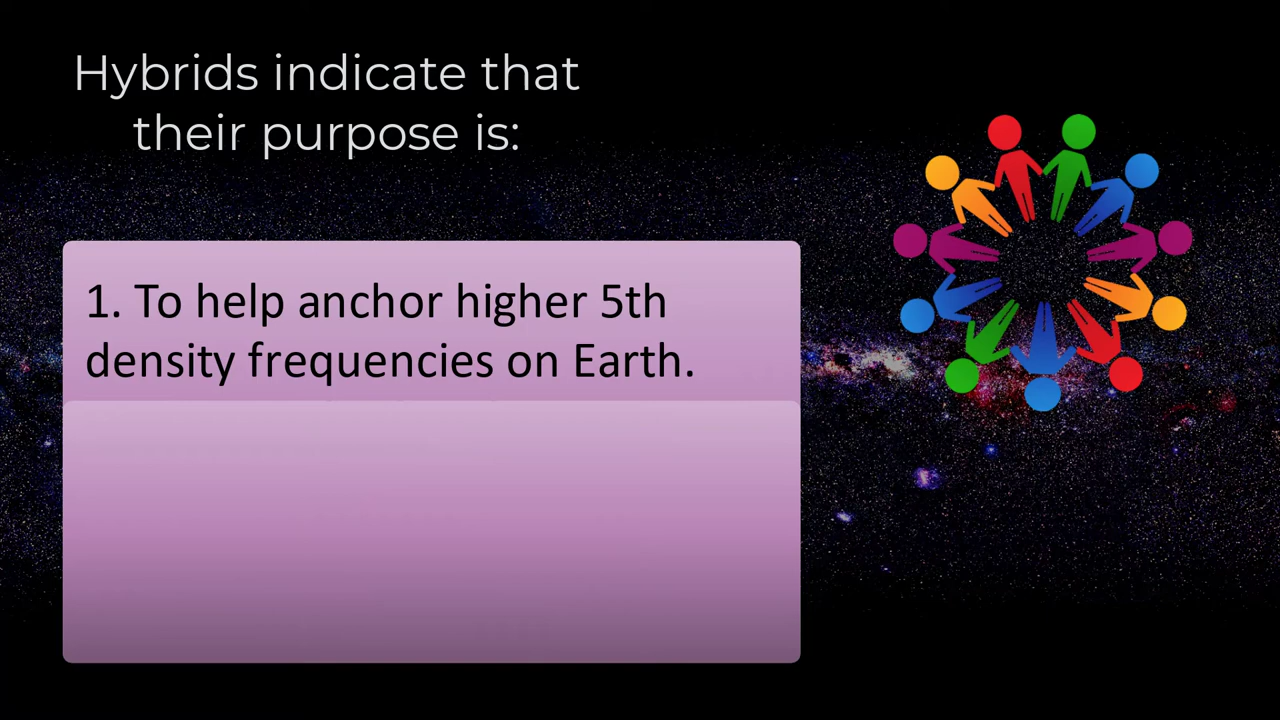 Hybrids indicate that
their purpose is:
1. To help anchor higher 5th
density frequencies on Earth.